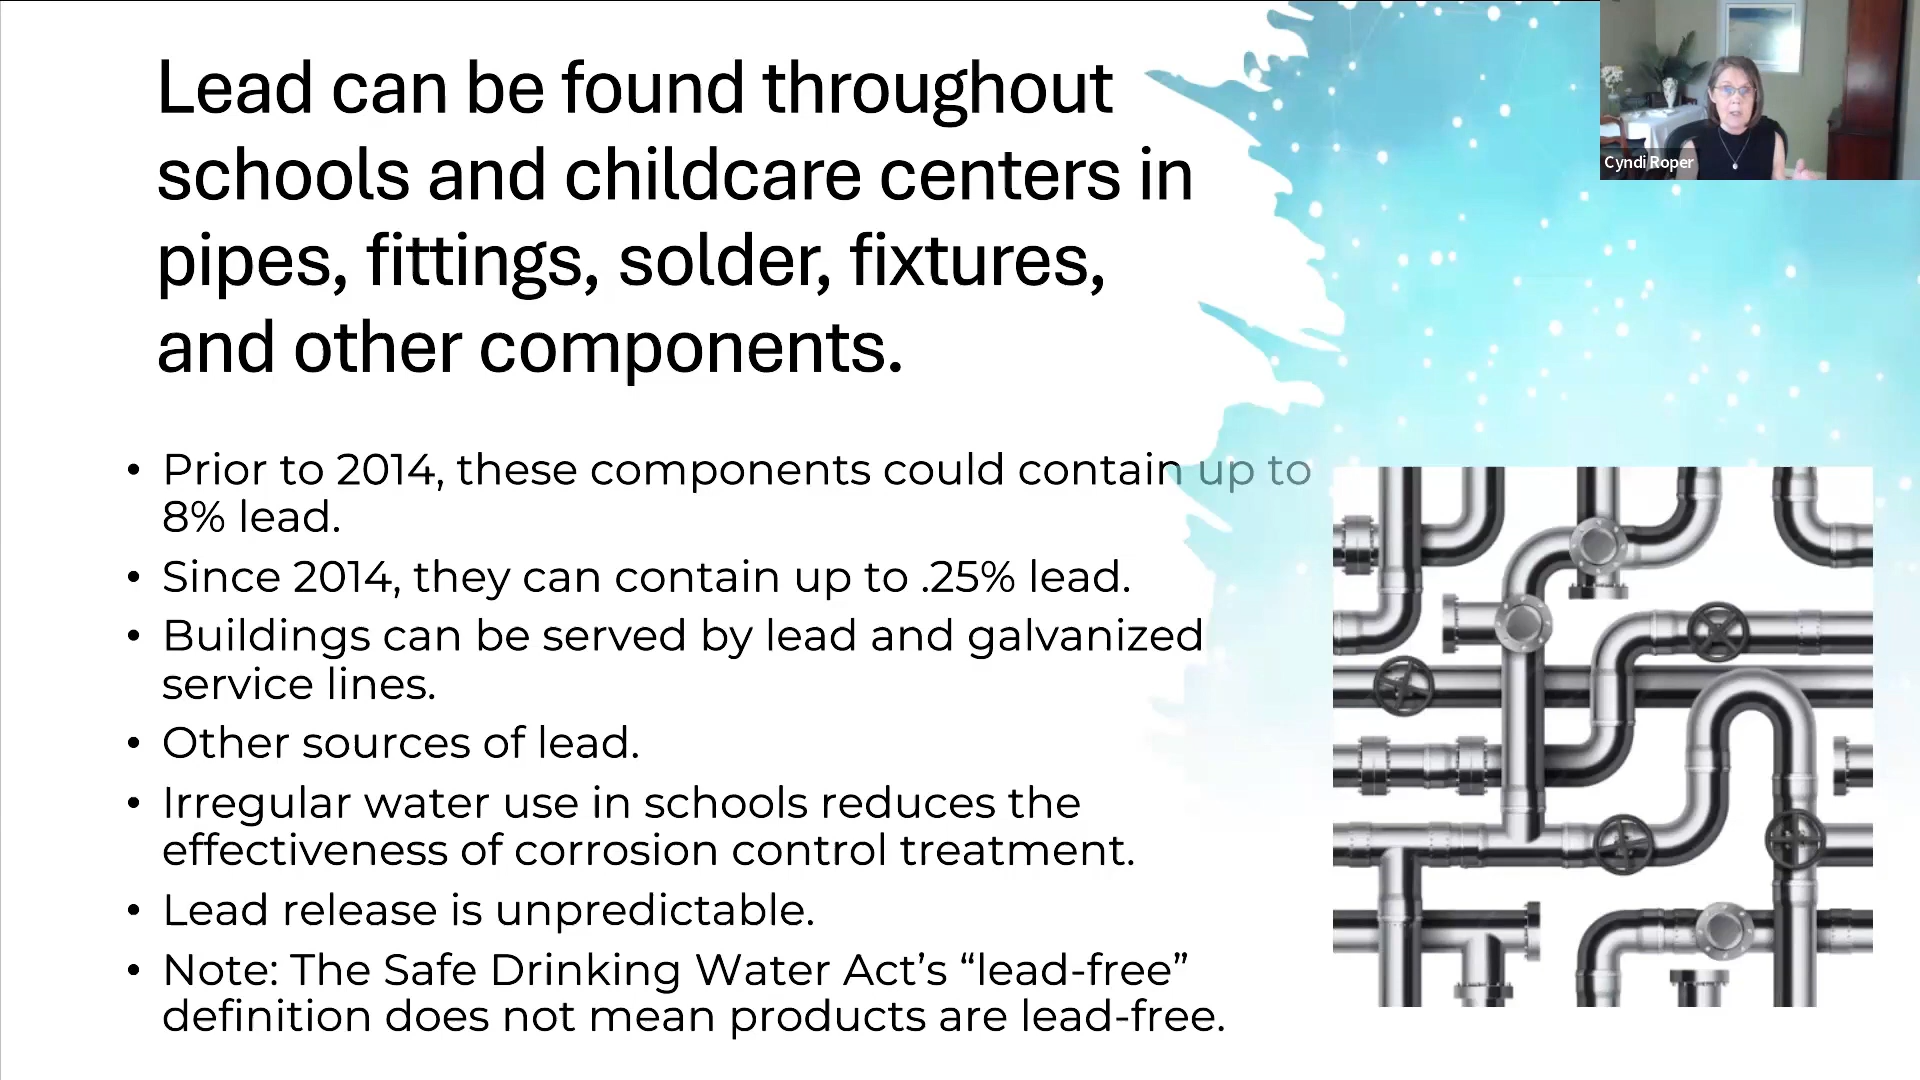 Lead can be found throughout
schools and childcare centers in
pipes, fittings, solder, fixtures,
and other components.
• Prior to 2014, these components could contain up to
8% lead.
• Since 2014, they can contain up to .25% lead.
• Buildings can be served by lead and galvanized
service lines.
• Other sources of lead.
• Irregular water use in schools reduces the
effectiveness of corrosion control treatment.
• Lead release is unpredictable.
• Note: The Safe Drinking Water Act’s “lead-free”
definition does not mean products are lead-free.
Cyndi Roper